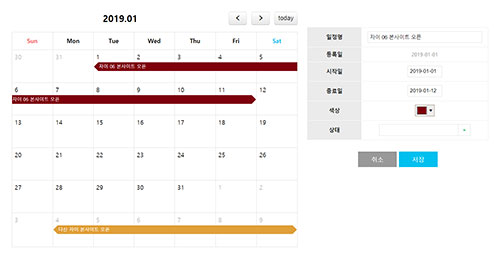 2019.01
today
Sun Mon Tue Wed Thu Fri Sat
30 31 1 2 3 4 5
자이 06 본사이트 오픈
6 7 8 9 10 11 12
자이 06 본사이트 오픈
13 14 15 16 17 18 19
20 21 22 23 24 25 26
27 28 29 30 31 1 2
3 4 5 6 7 8 9
다산 자이 본사이트 오픈
일정명 자이 06 본사이트 오픈
등록일 2019-01-01
시작일 2019-01-01
종료일 2019-01-12
색상
상태
취소 저장